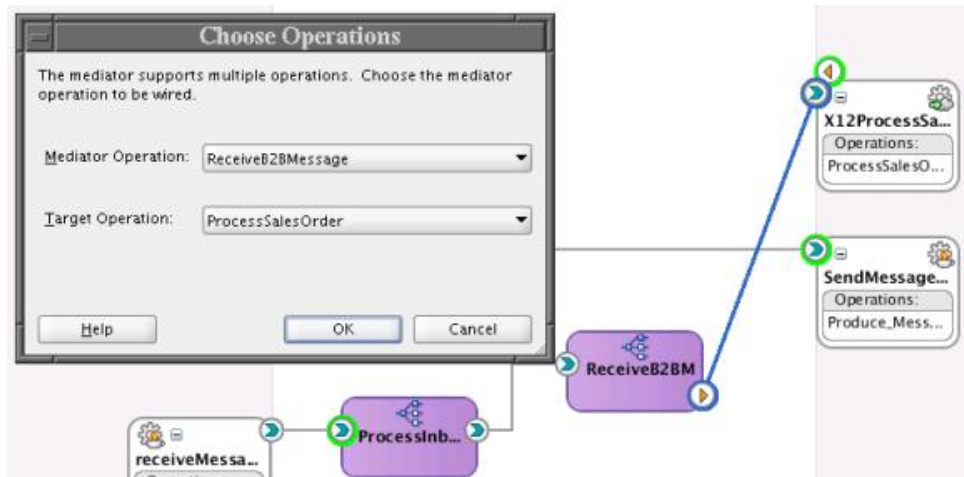 Choose Operations
The mediator supports multiple operations. Choose the mediator
operation to be wired.
Mediator Operation:
ReceiveB2BMessage
Target Operation:
ProcessSalesOrder
Help
OK
Cancel
X12ProcessSa...
Operations:
ProcessSalesO...
SendMessage...
Operations:
Produce_Mess...
ReceiveB2BM
ProcessInb...
receiveMessa...